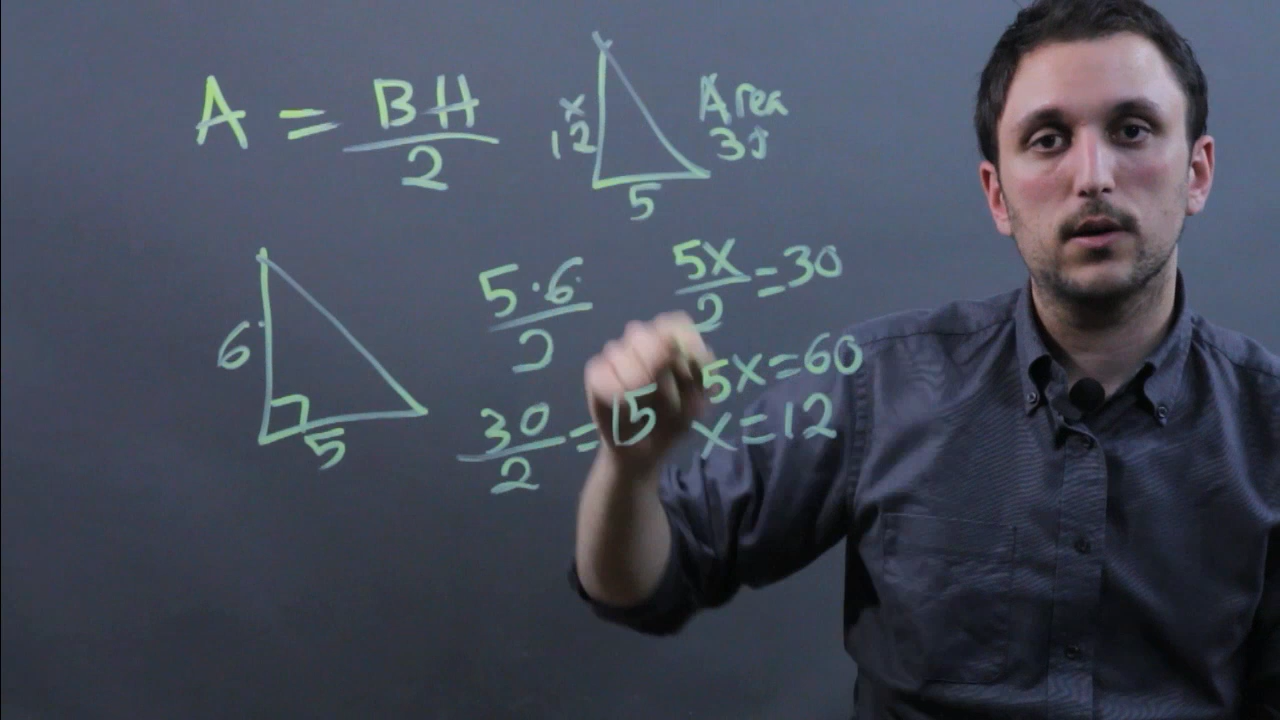 A = BH/2
x
12
5
Area
30
6
5
5·6/2
30/2 = 15
5x/2 = 30
5x = 60
x = 12